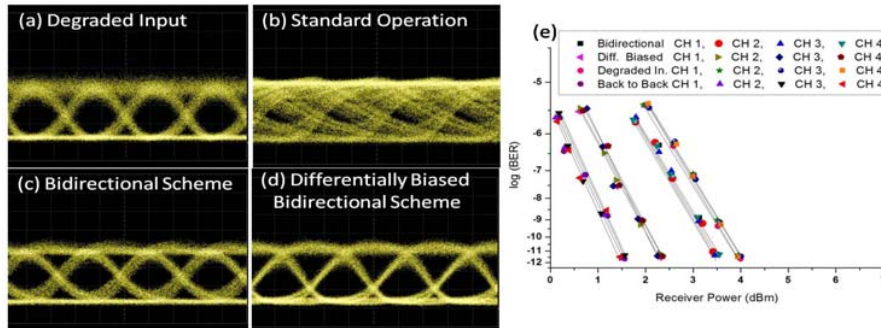 (a) Degraded Input
(b) Standard Operation
(c) Bidirectional Scheme
(d) Differentially Biased
Bidirectional Scheme
(e)
Bidirectional CH 1, CH 2, CH 3, CH 4
Diff. Biased CH 1, CH 2, CH 3, CH 4
Degraded In. CH 1, CH 2, CH 3, CH 4
Back to Back CH 1, CH 2, CH 3, CH 4
log (BER)
-5
-6
-7
-8
-9
-10
-11
-12
0 1 2 3 4 5 6 7
Receiver Power (dBm)